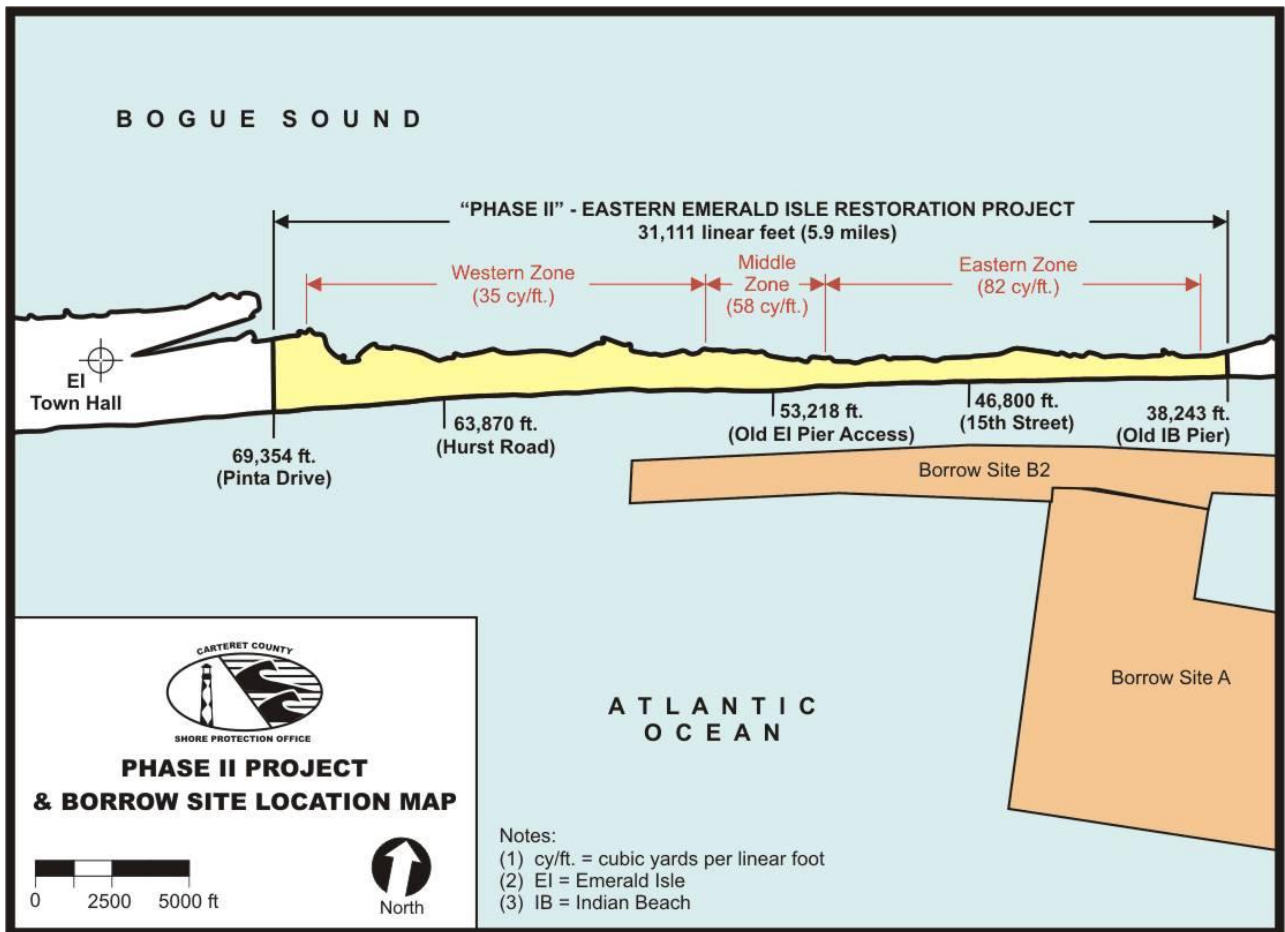 BOGUE SOUND
“PHASE II” - EASTERN EMERALD ISLE RESTORATION PROJECT
31,111 linear feet (5.9 miles)
Western Zone
(35 cy/ft.)
Middle
Zone
(58 cy/ft.)
Eastern Zone
(82 cy/ft.)
EI
Town Hall
69,354 ft.
(Pinta Drive)
63,870 ft.
(Hurst Road)
53,218 ft.
(Old EI Pier Access)
46,800 ft.
(15th Street)
38,243 ft.
(Old IB Pier)
Borrow Site B2
Borrow Site A
ATLANTIC
OCEAN
CARTERET COUNTY
SHORE PROTECTION OFFICE
PHASE II PROJECT
& BORROW SITE LOCATION MAP
0 2500 5000 ft
North
Notes:
(1) cy/ft. = cubic yards per linear foot
(2) EI = Emerald Isle
(3) IB = Indian Beach